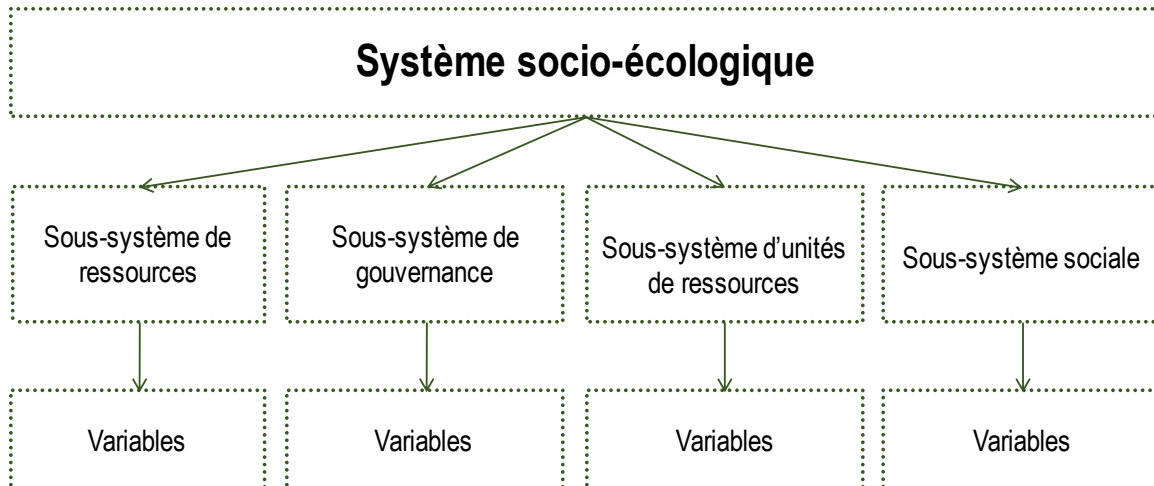 Système socio-écologique
Sous-système de
ressources
Sous-système de
gouvernance
Sous-système d’unités
de ressources
Sous-système sociale
Variables
Variables
Variables
Variables